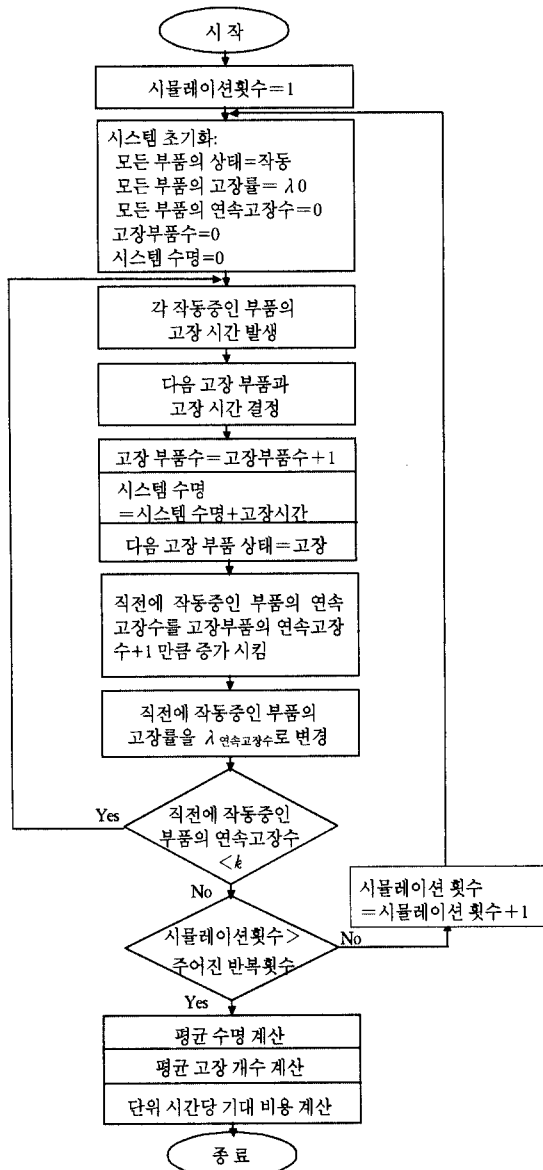 시 작
시뮬레이션횟수=1
시스템 초기화:
모든 부품의 상태=작동
모든 부품의 고장률= λ0
모든 부품의 연속고장수=0
고장부품수=0
시스템 수명=0
각 작동중인 부품의
고장 시간 발생
다음 고장 부품과
고장 시간 결정
고장 부품수=고장부품수+1
시스템 수명
=시스템 수명+고장시간
다음 고장 부품 상태=고장
직전에 작동중인 부품의 연속
고장수를 고장부품의 연속고장
수+1 만큼 증가 시킴
직전에 작동중인 부품의
고장률을 λ연속고장수로 변경
Yes
직전에 작동중인
부품의 연속고장수
<k
No
시뮬레이션 횟수
=시뮬레이션 횟수+1
시뮬레이션횟수>
주어진 반복횟수
No
Yes
평균 수명 계산
평균 고장 개수 계산
단위 시간당 기대 비용 계산
종 료